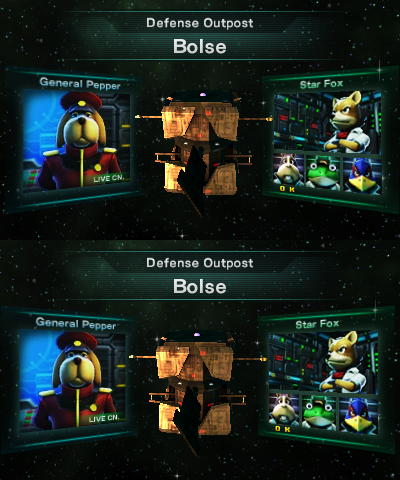 Defense Outpost
Bolse
General Pepper
Star Fox
LIVE CN.
O K
Defense Outpost
Bolse
General Pepper
Star Fox
LIVE CN.
O K